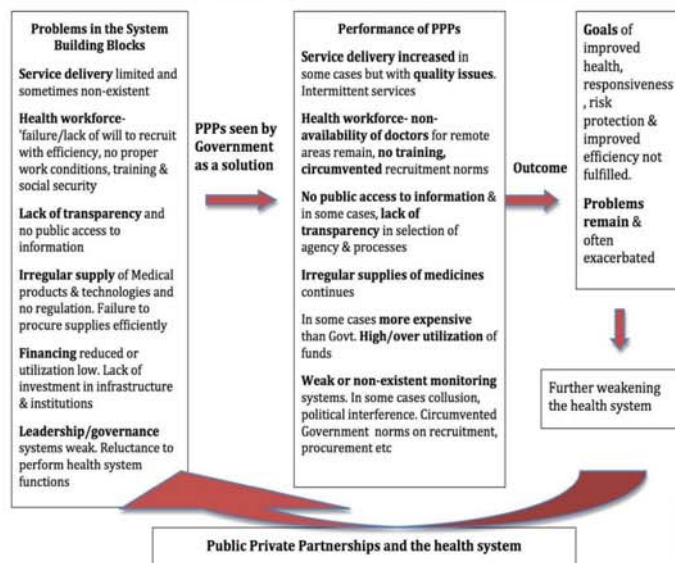 Problems in the System
Building Blocks
Service delivery limited and
sometimes non-existent
Health workforce-
'failure/lack of will to recruit
with efficiency, no proper
work conditions, training &
social security
Lack of transparency and
no public access to
information
Irregular supply of Medical
products & technologies and
no regulation. Failure to
procure supplies efficiently
Financing reduced or
utilization low. Lack of
investment in infrastructure
& institutions
Leadership/governance
systems weak. Reluctance to
perform health system
functions
PPPs seen by
Government
as a solution
Performance of PPPs
Service delivery increased in
some cases but with quality issues.
Intermittent services
Health workforce- non-
availability of doctors for remote
areas remain, no training,
circumvented recruitment norms
No public access to information &
in some cases, lack of
transparency in selection of
agency & processes
Irregular supplies of medicines
continues
In some cases more expensive
than Govt. High/over utilization of
funds
Weak or non-existent monitoring
systems. In some cases collusion,
political interference. Circumvented
Government norms on recruitment,
procurement etc
Outcome
Goals of
improved
health,
responsiveness
, risk
protection &
improved
efficiency not
fulfilled.
Problems
remain &
often
exacerbated
Further weakening
the health system
Public Private Partnerships and the health system